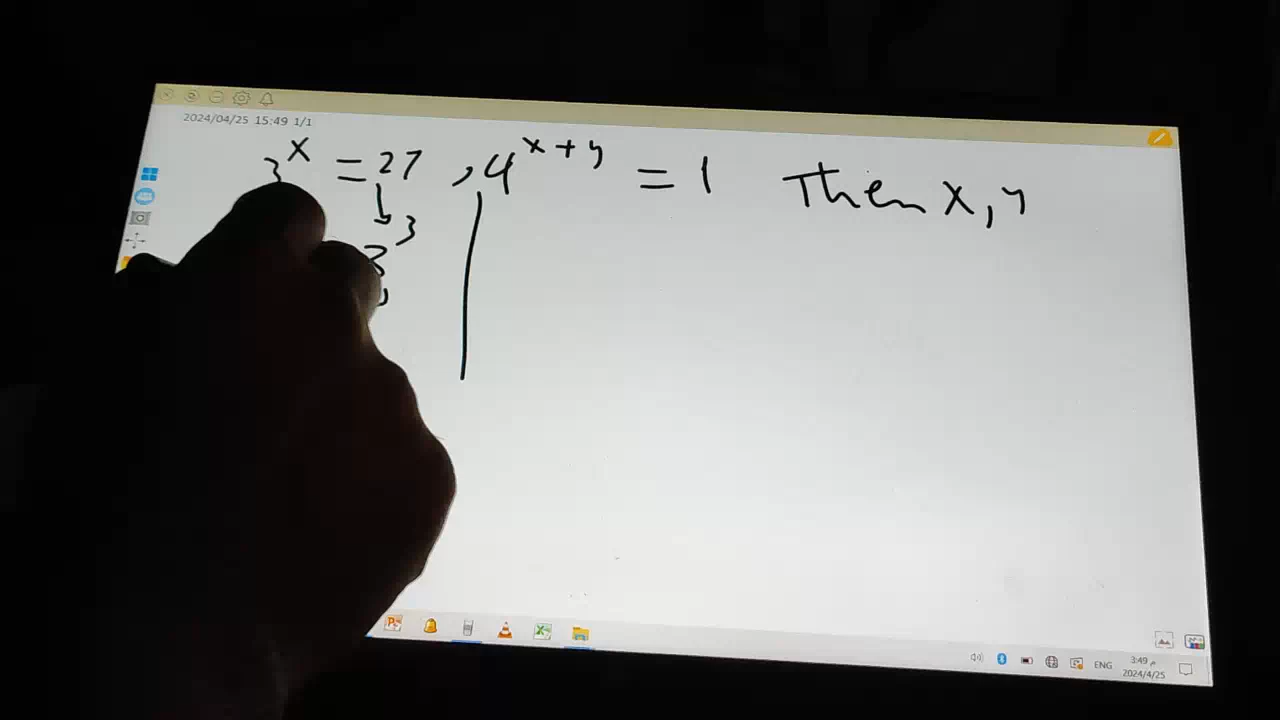 2024/04/25 15:49 1/1
3^x = 27 , 4^{x+y} = 1 Then x, y
3^3
ENG
3:49 م
2024/4/25